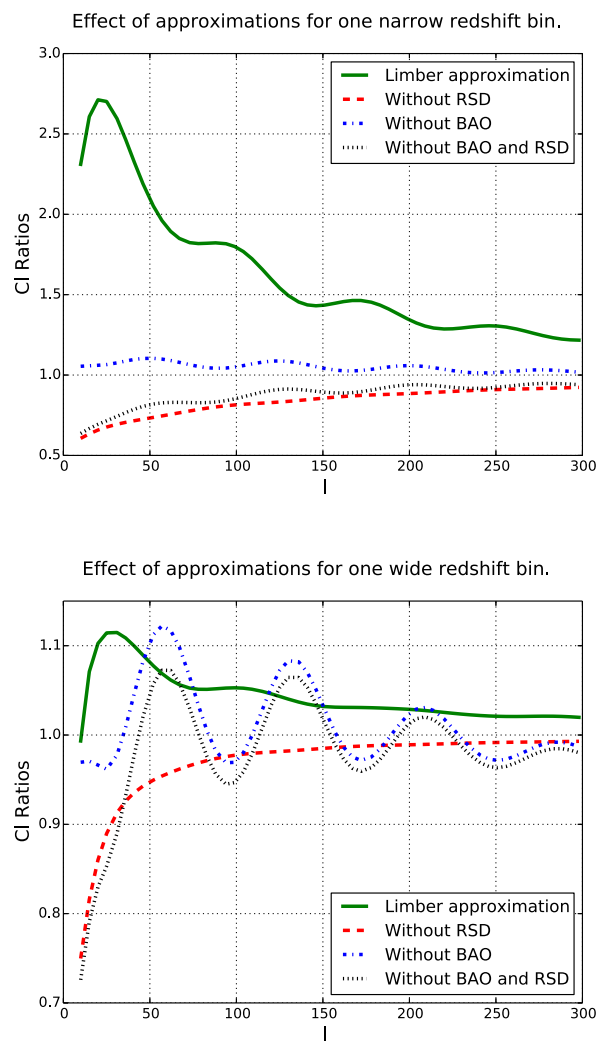 Effect of approximations for one narrow redshift bin.
3.0
2.5
2.0
1.5
1.0
0.5
Cl Ratios
Limber approximation
Without RSD
Without BAO
Without BAO and RSD
0 50 100 150 200 250 300
l
Effect of approximations for one wide redshift bin.
1.1
1.0
0.9
0.8
0.7
Cl Ratios
Limber approximation
Without RSD
Without BAO
Without BAO and RSD
0 50 100 150 200 250 300
l